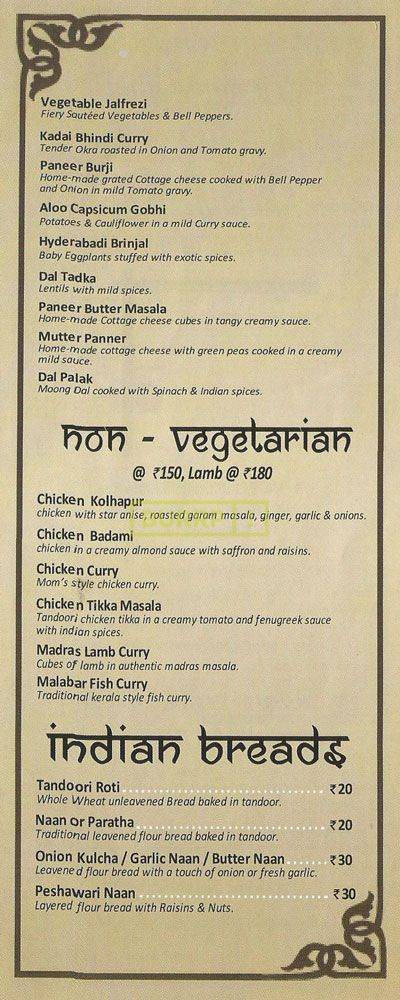 Vegetable Jalfrezi
Fiery Sautéed Vegetables & Bell Peppers.
Kadai Bhindi Curry
Tender Okra roasted in Onion and Tomato gravy.
Paneer Burji
Home-made grated Cottage cheese cooked with Bell Pepper
and Onion in mild Tomato gravy.
Aloo Capsicum Gobhi
Potatoes & Cauliflower in a mild Curry sauce.
Hyderabadi Brinjal
Baby Eggplants stuffed with exotic spices.
Dal Tadka
Lentils with mild spices.
Paneer Butter Masala
Home-made Cottage cheese cubes in tangy creamy sauce.
Mutter Panner
Home-made cottage cheese with green peas cooked in a creamy
mild sauce.
Dal Palak
Moong Dal cooked with Spinach & Indian spices.
non - vegetarian
@ ₹150, Lamb @ ₹180
Chicken Kolhapur
chicken with star anise, roasted garam masala, ginger, garlic & onions.
Chicken Badami
chicken in a creamy almond sauce with saffron and raisins.
Chicken Curry
Mom's style chicken curry.
Chicken Tikka Masala
Tandoori chicken tikka in a creamy tomato and fenugreek sauce
with indian spices.
Madras Lamb Curry
Cubes of lamb in authentic madras masala.
Malabar Fish Curry
Traditional kerala style fish curry.
indian breads
Tandoori Roti ₹20
Whole Wheat unleavened Bread baked in tandoor.
Naan or Paratha ₹20
Traditional leavened flour bread baked in tandoor.
Onion Kulcha / Garlic Naan / Butter Naan ₹30
Leavened flour bread with a touch of onion or fresh garlic.
Peshawari Naan ₹30
Layered flour bread with Raisins & Nuts.